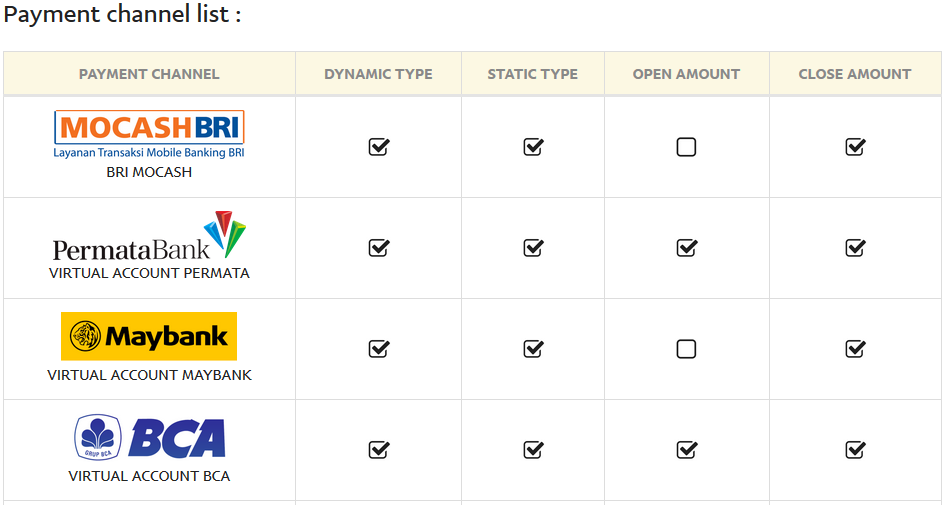 Payment channel list :
PAYMENT CHANNEL DYNAMIC TYPE STATIC TYPE OPEN AMOUNT CLOSE AMOUNT
MOCASH BRI
Layanan Transaksi Mobile Banking BRI
BRI MOCASH
PermataBank
VIRTUAL ACCOUNT PERMATA
Maybank
VIRTUAL ACCOUNT MAYBANK
BCA
GRUP BCA
VIRTUAL ACCOUNT BCA